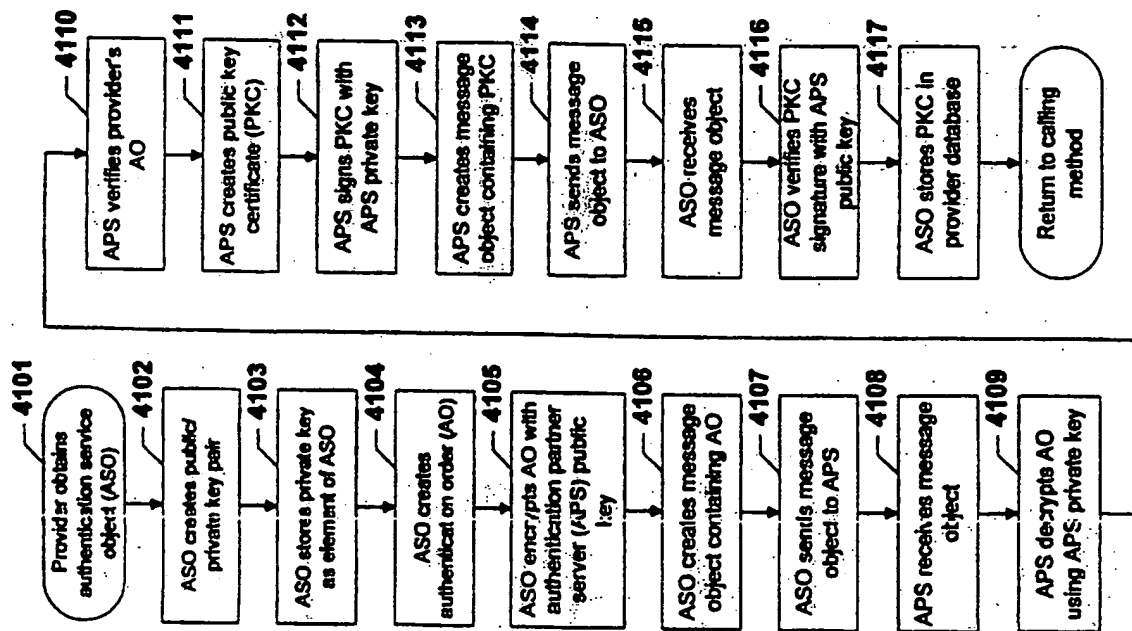 4101
Provider obtains
authentication service
object (ASO)
4102
ASO creates public/
private key pair
4103
ASO stores private key
as element of ASO
4104
ASO creates
authentication order (AO)
4105
ASO encrypts AO with
authentication partner
server (APS) public
key
4106
ASO creates message
object containing AO
4107
ASO sends message
object to APS
4108
APS receives message
object
4109
APS decrypts AO
using APS private key
4110
APS verifies provider's
AO
4111
APS creates public key
certificate (PKC)
4112
APS signs PKC with
APS private key
4113
APS creates message
object containing PKC
4114
APS sends message
object to ASO
4115
ASO receives
message object
4116
ASO verifies PKC
signature with APS
public key
4117
ASO stores PKC in
provider database
Return to calling
method